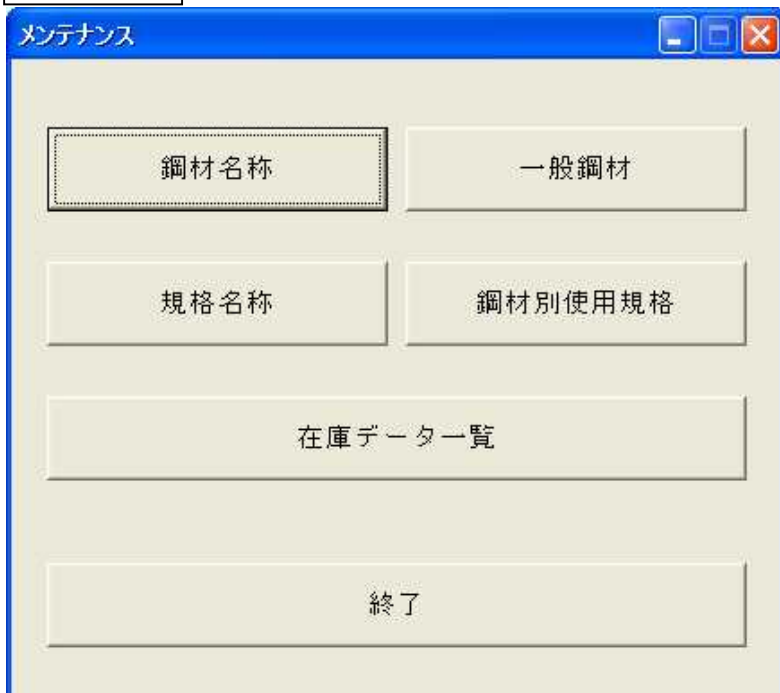 メンテナンス
鋼材名称
一般鋼材
規格名称
鋼材別使用規格
在庫データ一覧
終了